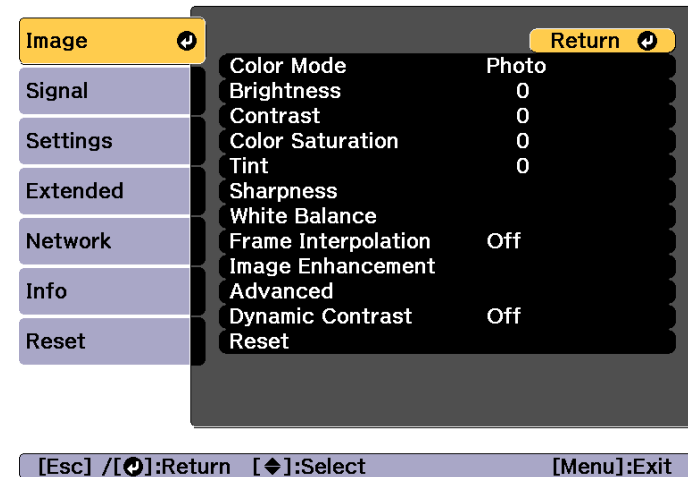 Image
Signal
Settings
Extended
Network
Info
Reset
Return
Color Mode Photo
Brightness 0
Contrast 0
Color Saturation 0
Tint 0
Sharpness
White Balance
Frame Interpolation Off
Image Enhancement
Advanced
Dynamic Contrast Off
Reset
[Esc] /[↵]:Return [◆]:Select [Menu]:Exit